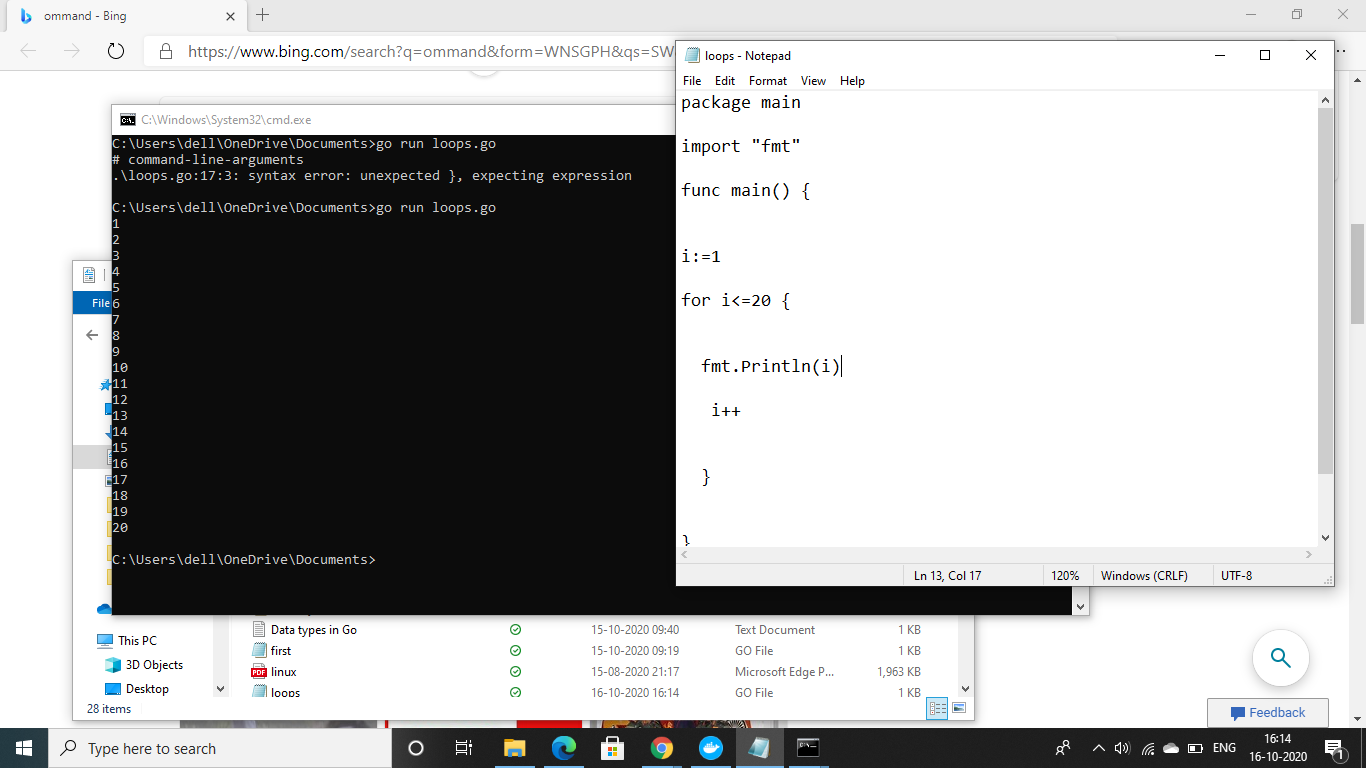 ommand - Bing
https://www.bing.com/search?q=ommand&form=WNSGPH&qs=SW
loops - Notepad
File Edit Format View Help
package main
import "fmt"
func main() {
i:=1
for i<=20 {
fmt.Println(i)
i++
}
}
Ln 13, Col 17 120% Windows (CRLF) UTF-8
C:\Windows\System32\cmd.exe
C:\Users\dell\OneDrive\Documents>go run loops.go
# command-line-arguments
.\loops.go:17:3: syntax error: unexpected }, expecting expression
C:\Users\dell\OneDrive\Documents>go run loops.go
1
2
3
4
5
6
7
8
9
10
11
12
13
14
15
16
17
18
19
20
C:\Users\dell\OneDrive\Documents>
File
This PC
3D Objects
Desktop
Data types in Go 15-10-2020 09:40 Text Document 1 KB
first 15-10-2020 09:19 GO File 1 KB
linux 15-08-2020 21:17 Microsoft Edge P... 1,963 KB
loops 16-10-2020 16:14 GO File 1 KB
28 items
Feedback
Type here to search
ENG
16:14
16-10-2020
1